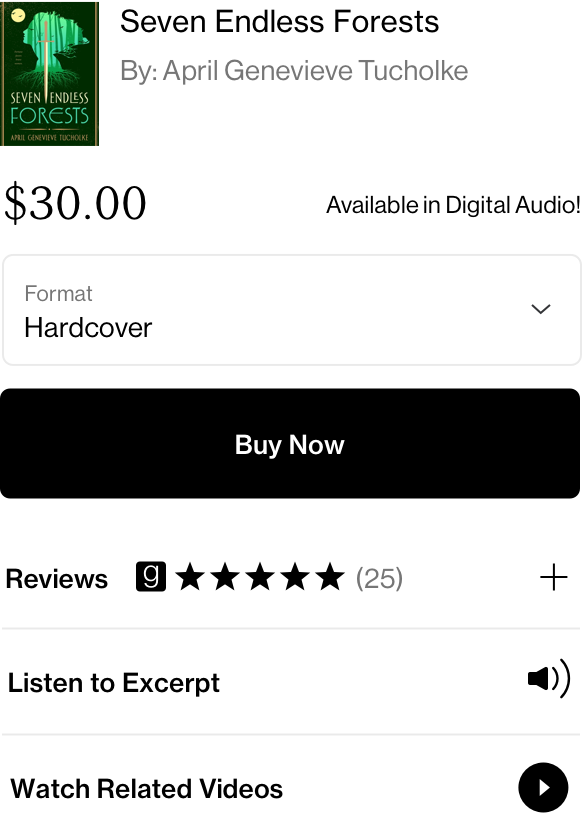 SEVEN ENDLESS
FORESTS
APRIL GENEVIEVE TUCHOLKE
Seven Endless Forests
By: April Genevieve Tucholke
$30.00
Available in Digital Audio!
Format
Hardcover
Buy Now
Reviews
g
(25)
Listen to Excerpt
Watch Related Videos